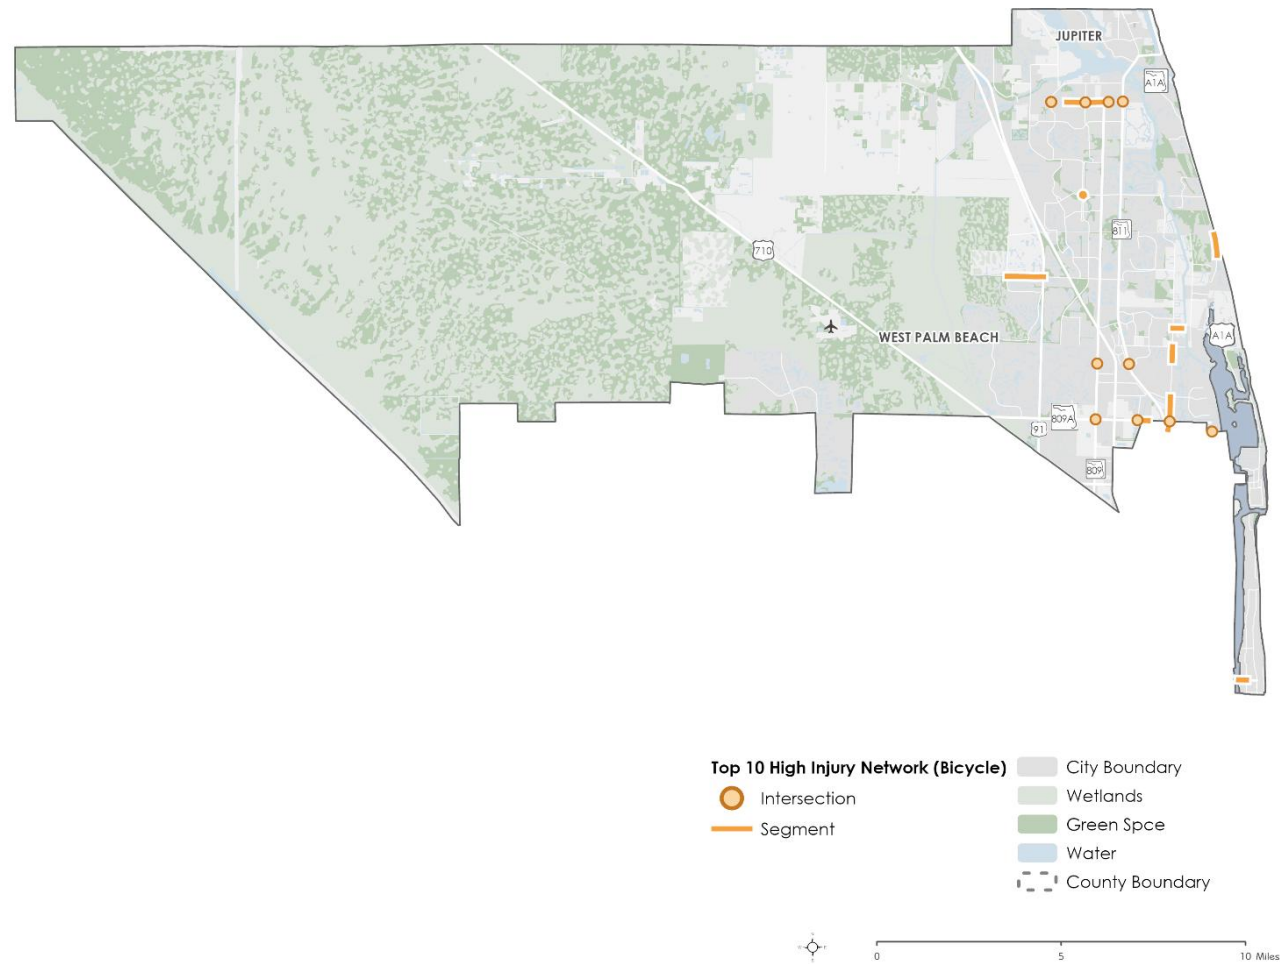 JUPITER
A1A
811
710
A1A
WEST PALM BEACH
809A
91
809
Top 10 High Injury Network (Bicycle)
Intersection
Segment
City Boundary
Wetlands
Green Spce
Water
County Boundary
0 5 10 Miles